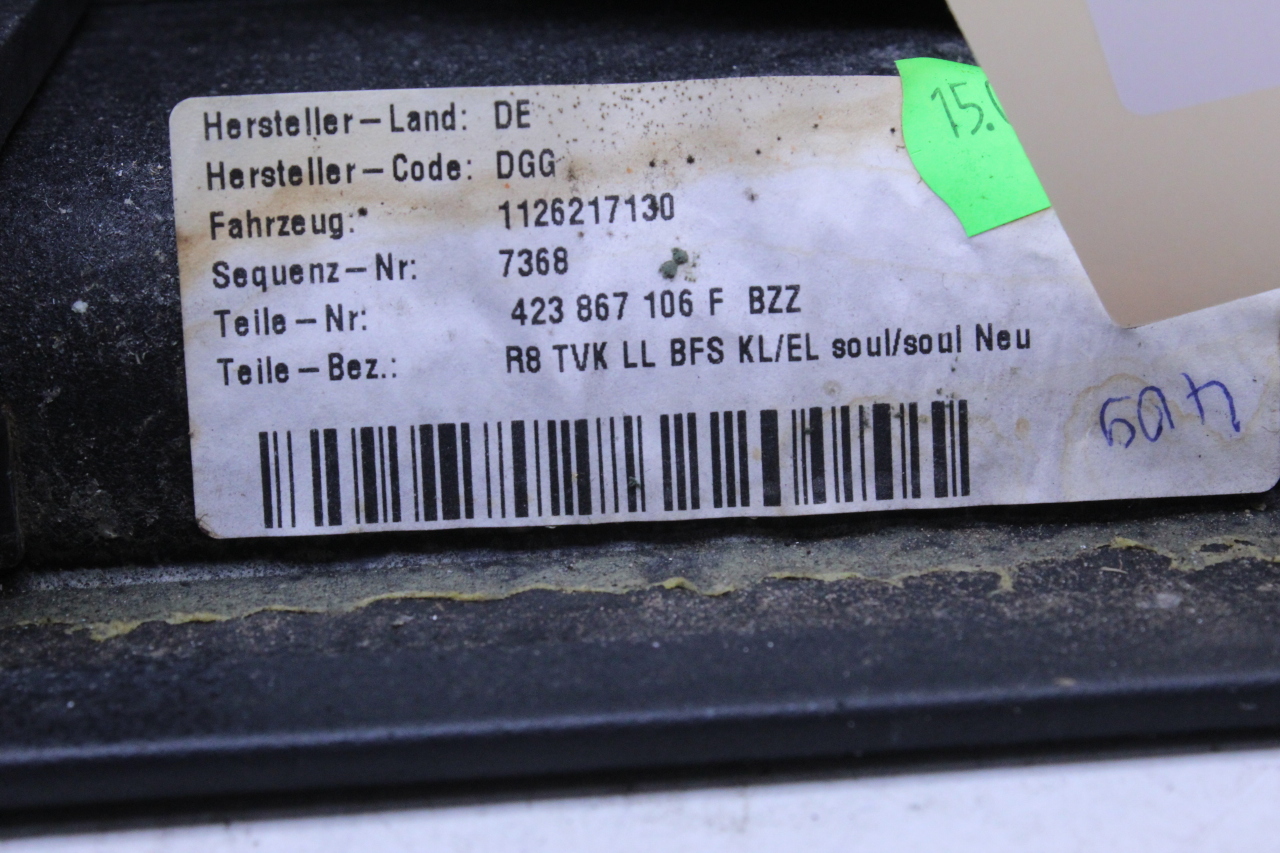 Hersteller-Land: DE
Hersteller-Code: DGG
Fahrzeug: 1126217130
Sequenz-Nr: 7368
Teile-Nr: 423 867 106 F BZZ
Teile-Bez.: R8 TVK LL BFS KL/EL soul/soul Neu
15.